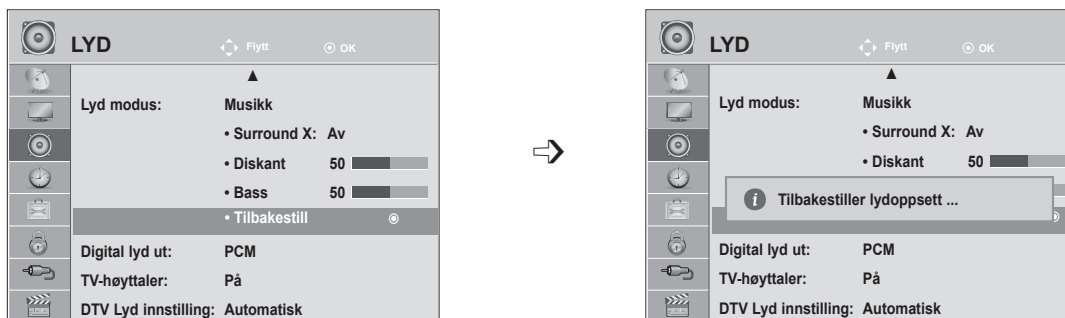 LYD Flytt OK
▲
Lyd modus: Musikk
• Surround X: Av
• Diskant 50
• Bass 50
• Tilbakestill
Digital lyd ut: PCM
TV-høyttaler: På
DTV Lyd innstilling: Automatisk
LYD Flytt OK
▲
Lyd modus: Musikk
• Surround X: Av
• Diskant 50
i Tilbakestiller lydoppsett ...
Digital lyd ut: PCM
TV-høyttaler: På
DTV Lyd innstilling: Automatisk